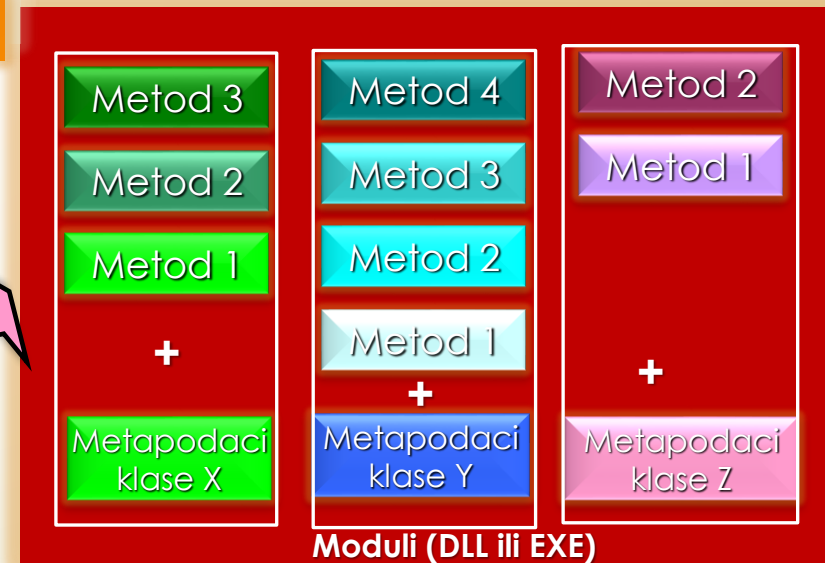 Metod 3
Metod 2
Metod 1
+
Metapodaci
klase X
Metod 4
Metod 3
Metod 2
Metod 1
+
Metapodaci
klase Y
Metod 2
Metod 1
+
Metapodaci
klase Z
Moduli (DLL ili EXE)